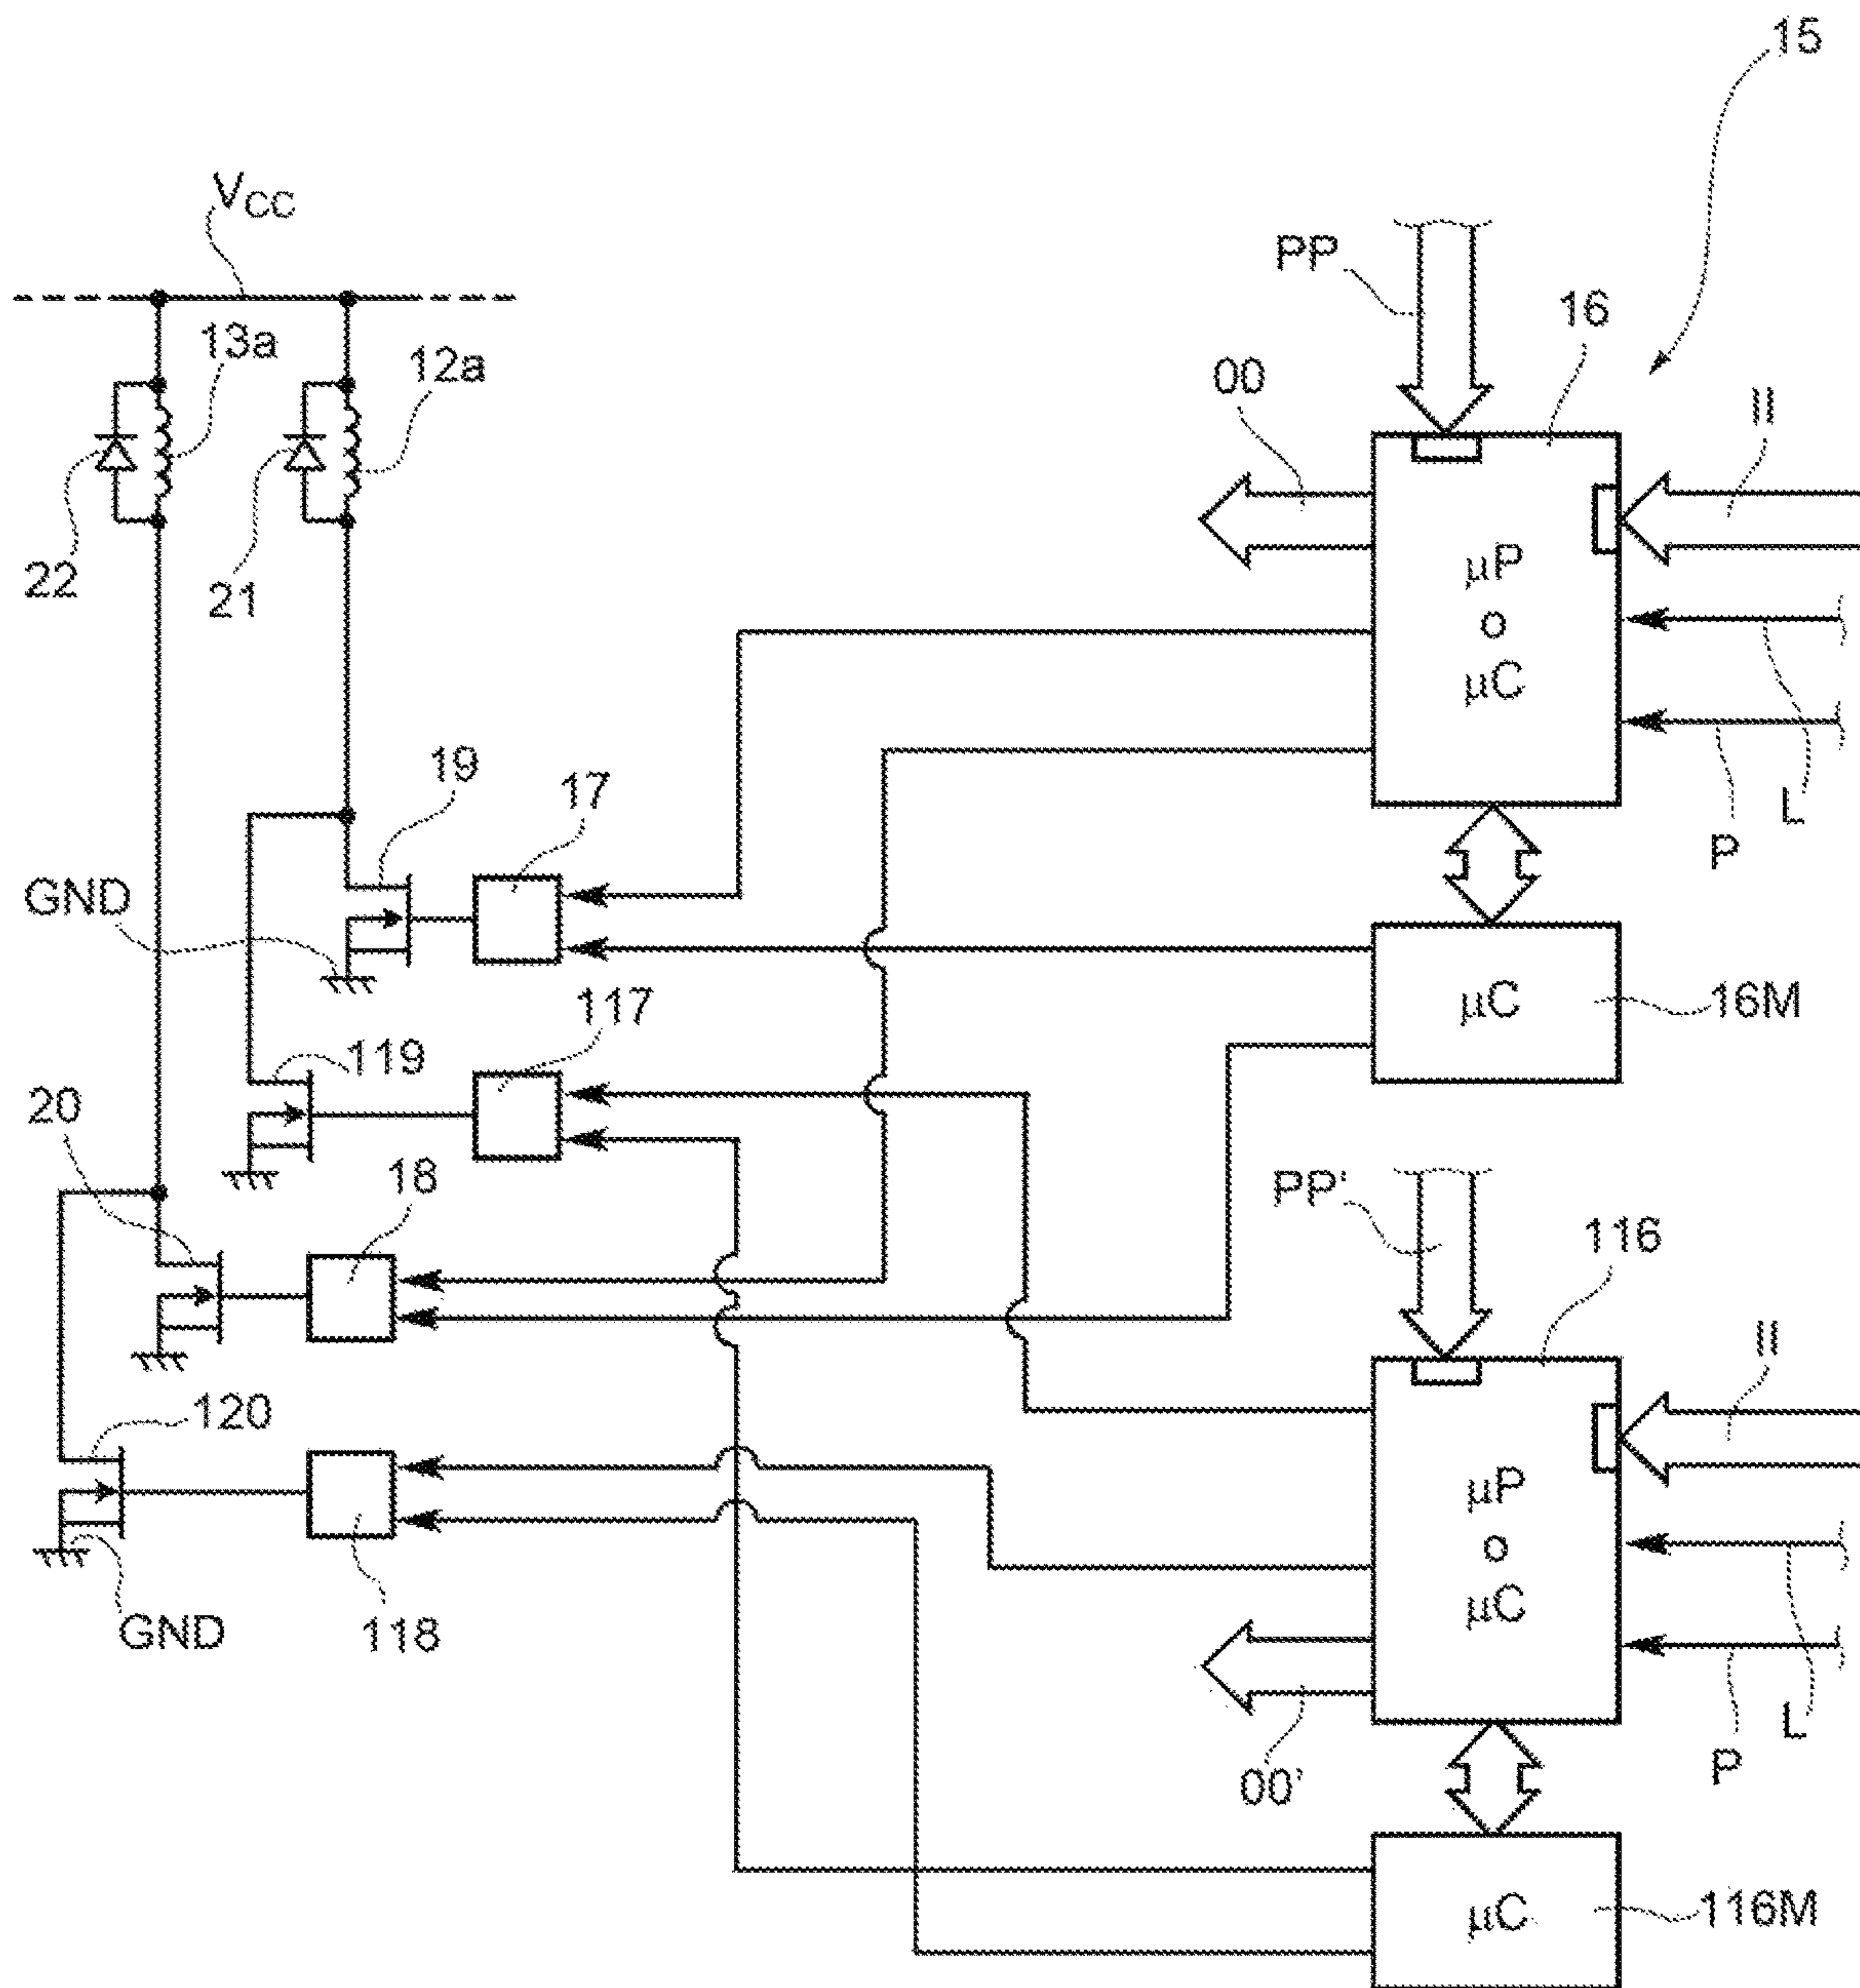 15
VCC
PP
16
13a
12a
00
II
22
21
μP
o
μC
19
17
L
P
GND
μC
16M
117
119
20
18
PP'
116
II
120
μP
o
μC
GND
118
L
P
00'
μC
116M